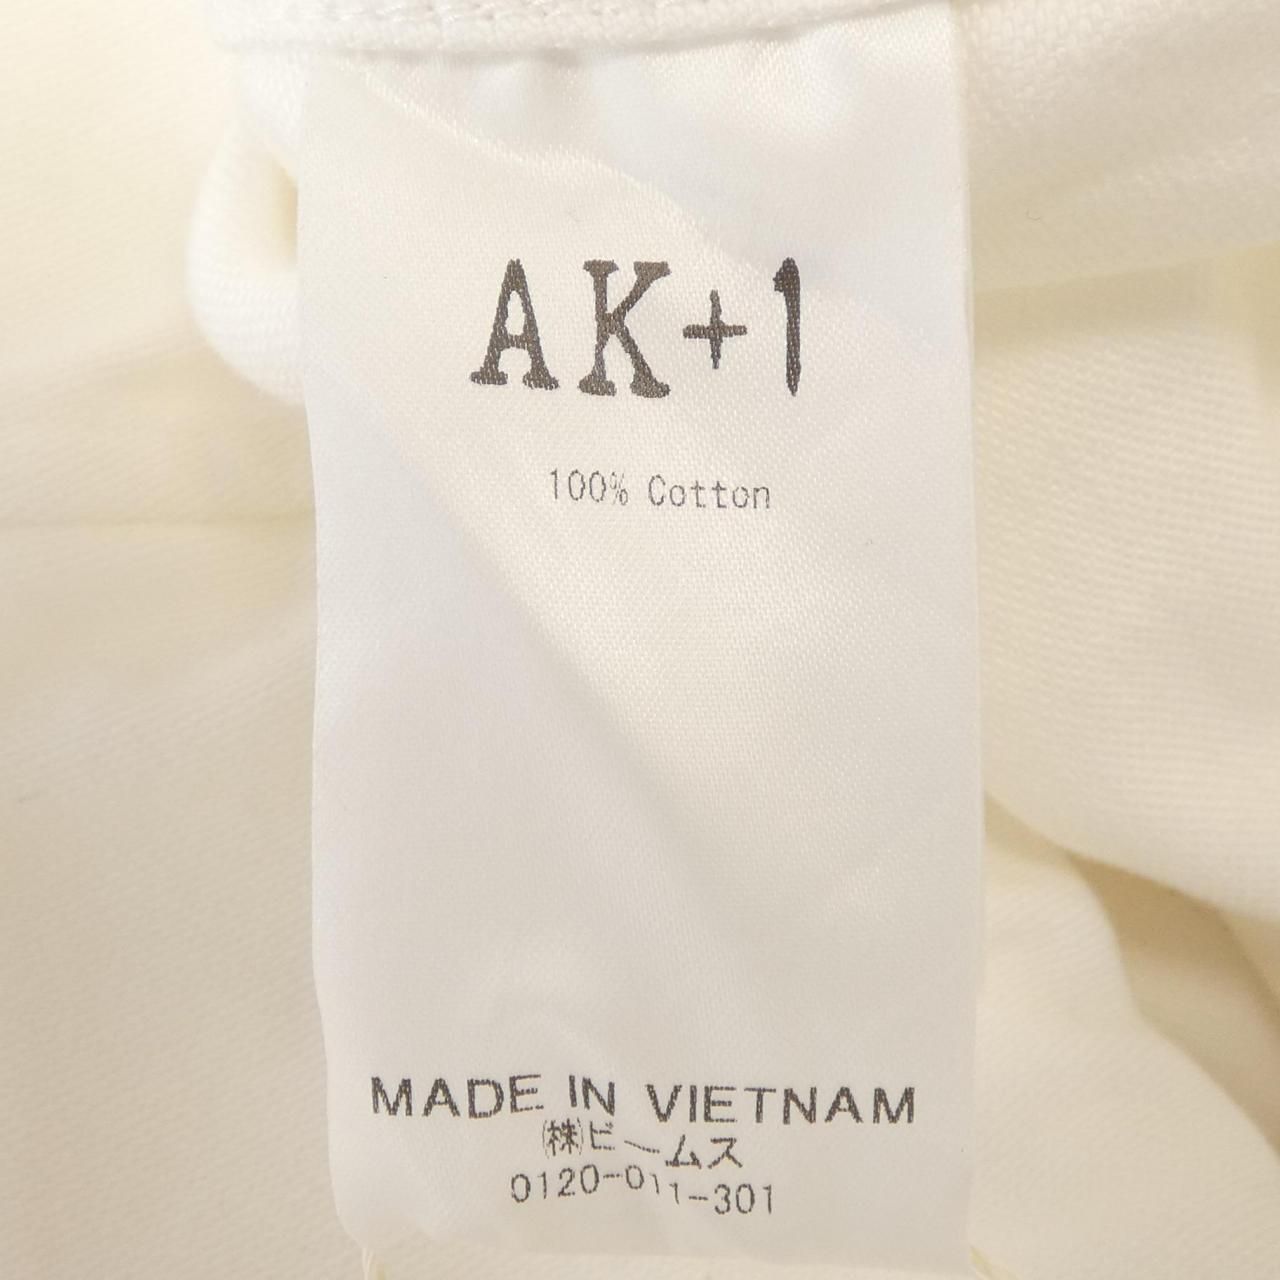 AK+1
100% Cotton
MADE IN VIETNAM
㈱ビームス
0120-011-301